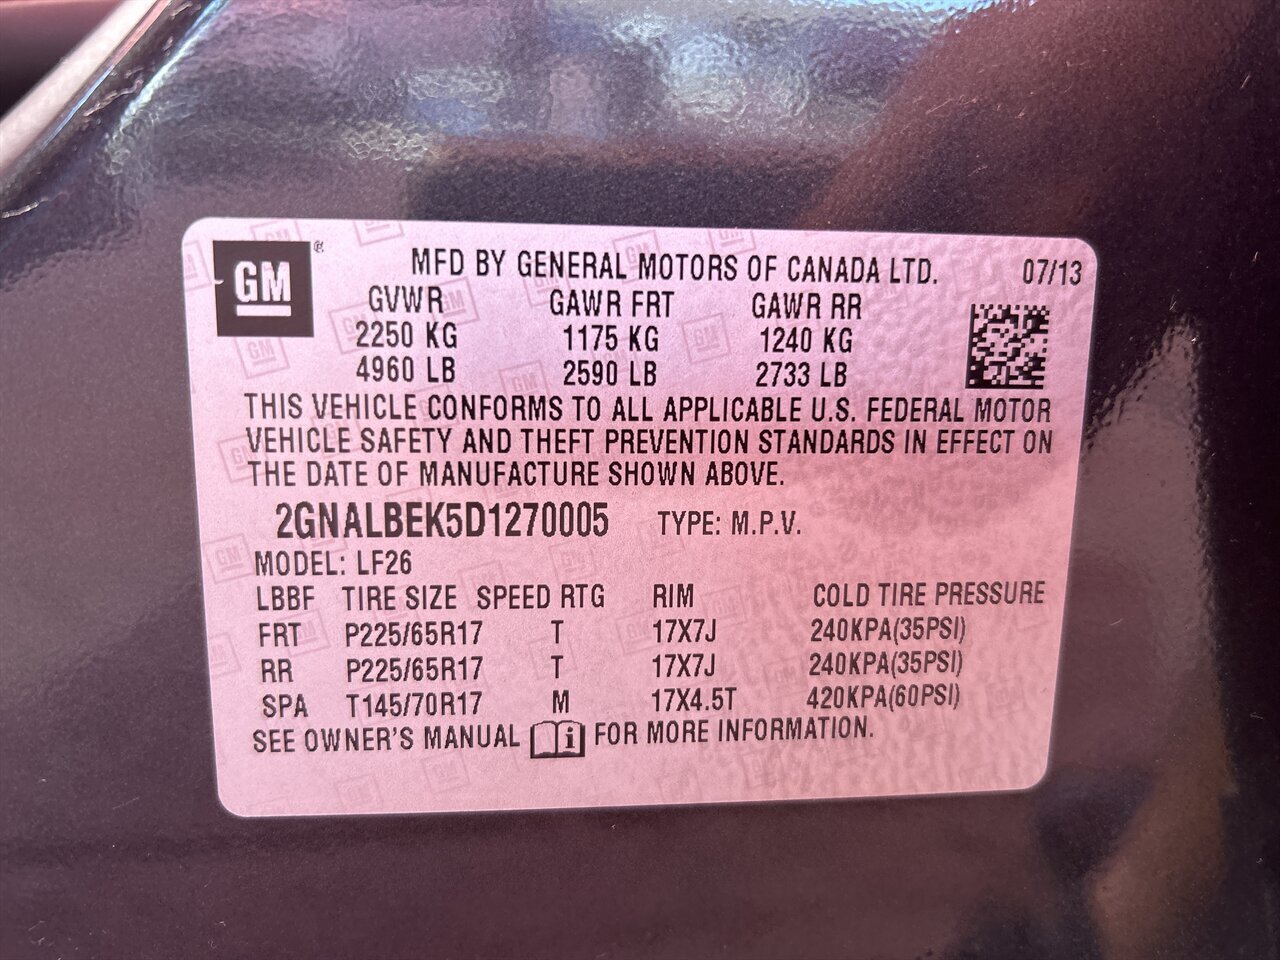 GM®
MFD BY GENERAL MOTORS OF CANADA LTD. 07/13
GVWR GAWR FRT GAWR RR
2250 KG 1175 KG 1240 KG
4960 LB 2590 LB 2733 LB
THIS VEHICLE CONFORMS TO ALL APPLICABLE U.S. FEDERAL MOTOR
VEHICLE SAFETY AND THEFT PREVENTION STANDARDS IN EFFECT ON
THE DATE OF MANUFACTURE SHOWN ABOVE.
2GNALBEK5D1270005 TYPE: M.P.V.
MODEL: LF26
LBBF TIRE SIZE SPEED RTG RIM COLD TIRE PRESSURE
FRT P225/65R17 T 17X7J 240KPA(35PSI)
RR P225/65R17 T 17X7J 240KPA(35PSI)
SPA T145/70R17 M 17X4.5T 420KPA(60PSI)
SEE OWNER'S MANUAL i FOR MORE INFORMATION.